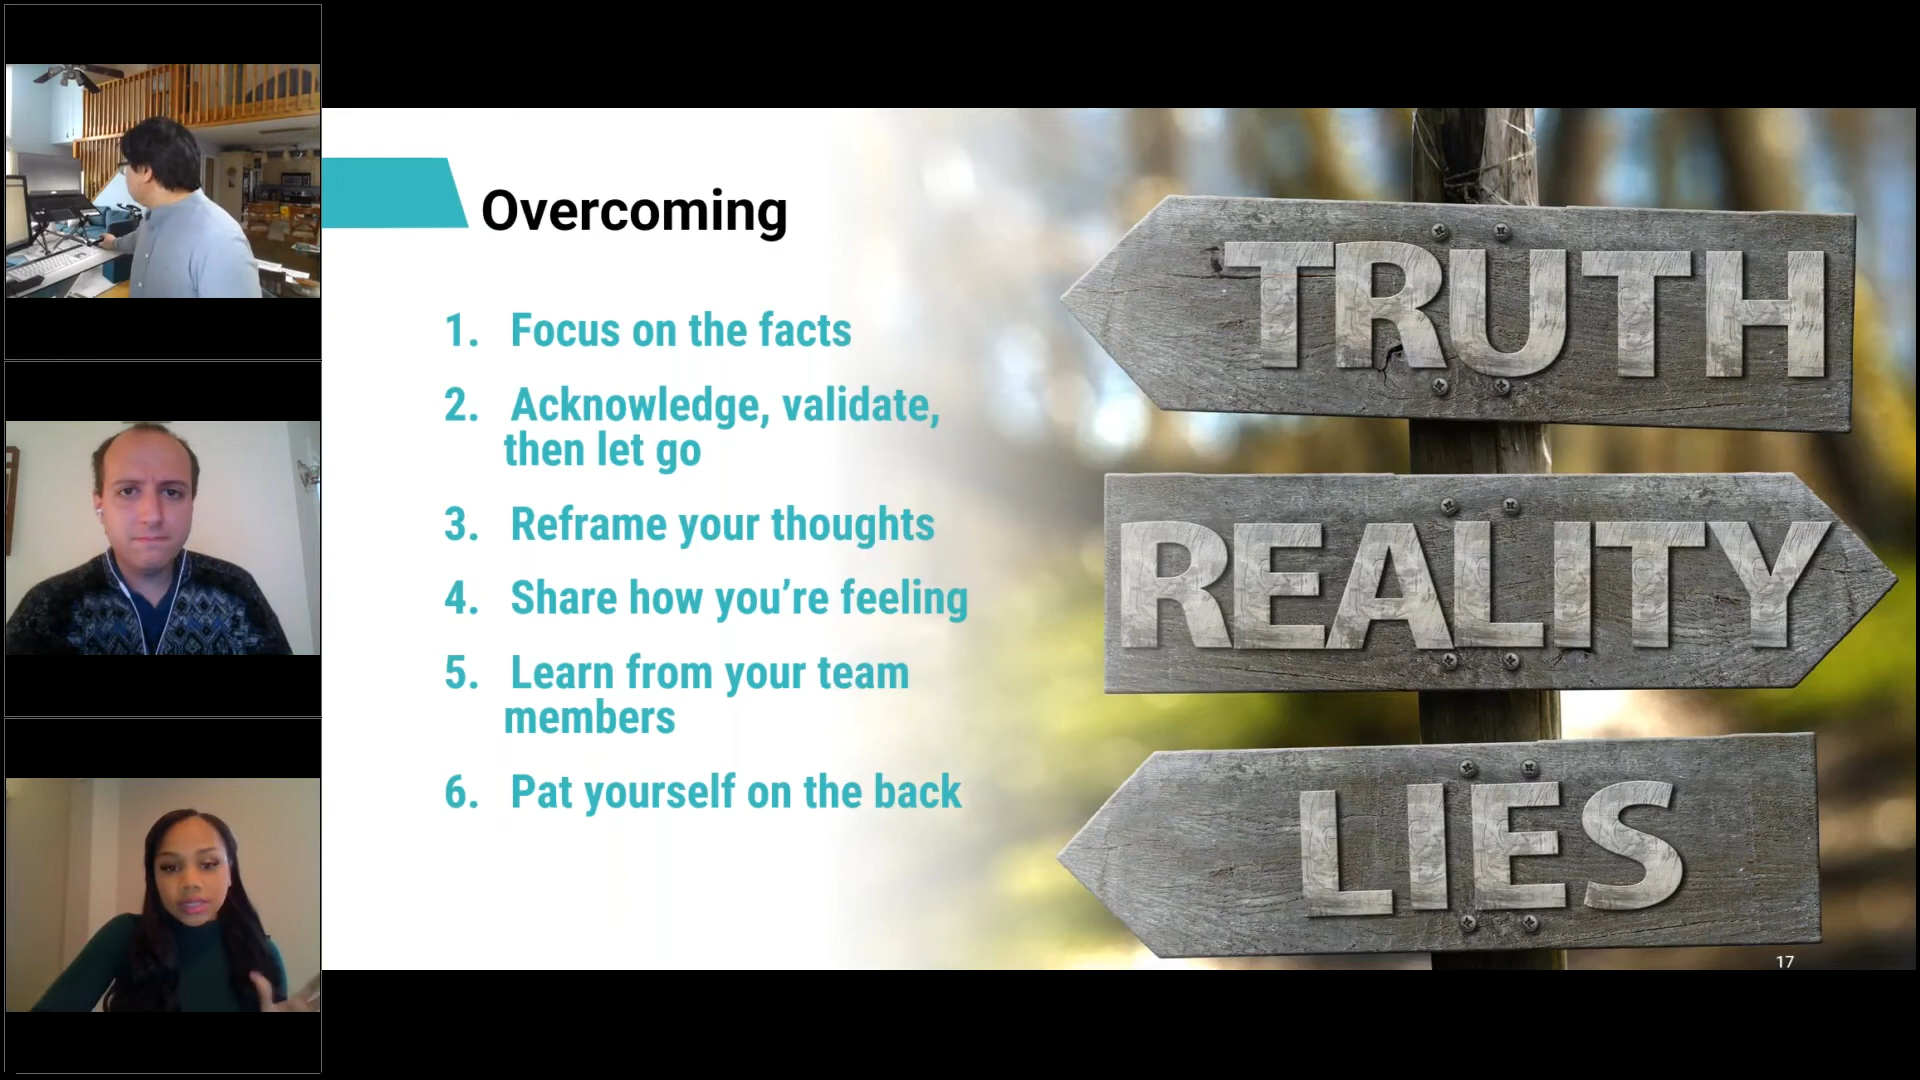 Overcoming
1. Focus on the facts
2. Acknowledge, validate,
then let go
3. Reframe your thoughts
4. Share how you’re feeling
5. Learn from your team
members
6. Pat yourself on the back
TRUTH
REALITY
LIES
17